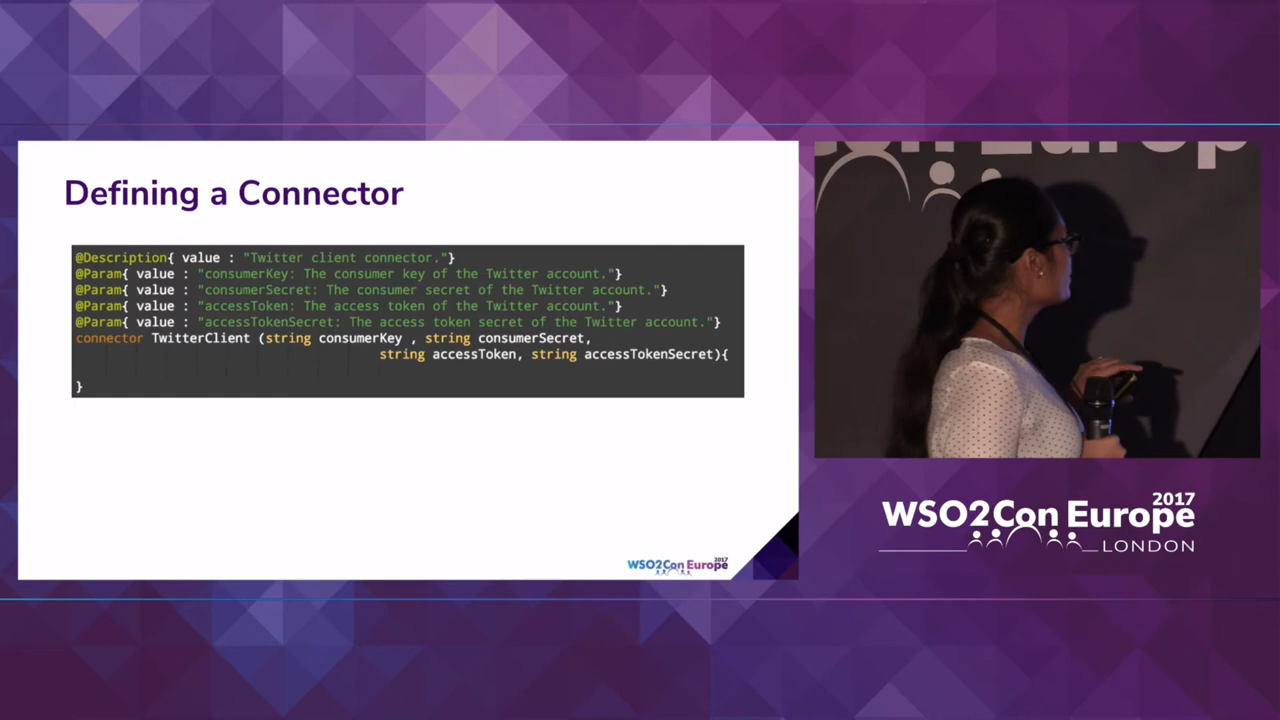 Defining a Connector
@Description{ value : "Twitter client connector."}
@Param{ value : "consumerKey: The consumer key of the Twitter account."}
@Param{ value : "consumerSecret: The consumer secret of the Twitter account."}
@Param{ value : "accessToken: The access token of the Twitter account."}
@Param{ value : "accessTokenSecret: The access token secret of the Twitter account."}
connector TwitterClient (string consumerKey , string consumerSecret,
string accessToken, string accessTokenSecret){
}
2017
WSO2Con Europe
Con Europ
2017
WSO2Con Europe
LONDON